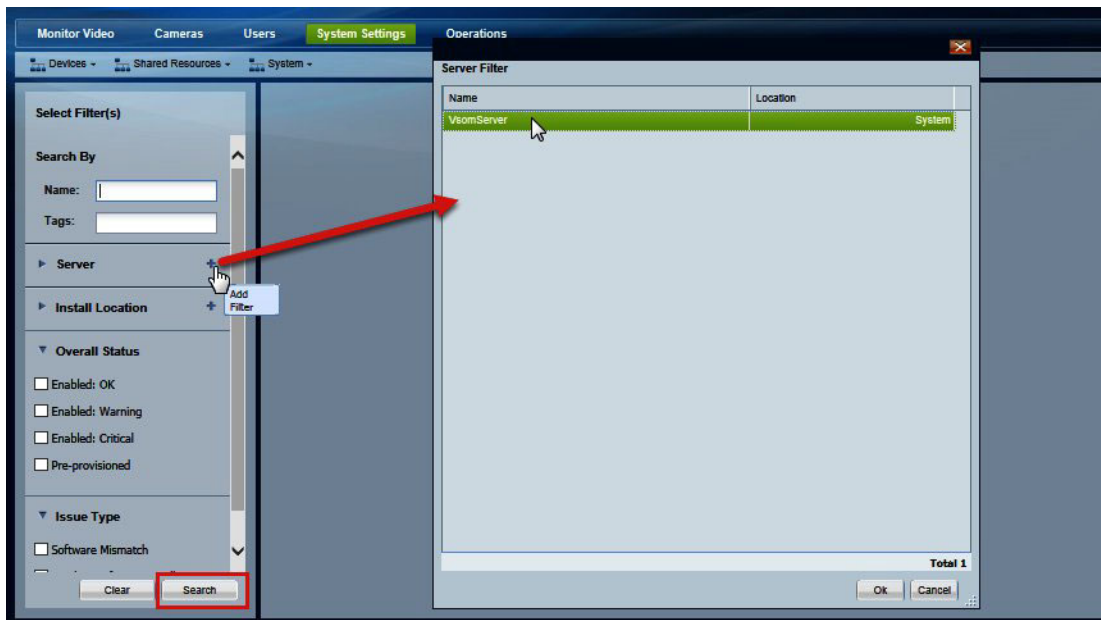 Monitor Video Cameras Users System Settings Operations
Devices Shared Resources System
Select Filter(s)
Search By
Name:
Tags:
Server
Add
Filter
Install Location
Overall Status
Enabled: OK
Enabled: Warning
Enabled: Critical
Pre-provisioned
Issue Type
Software Mismatch
Clear Search
Server Filter
Name Location
VsomServer System
Total 1
Ok Cancel